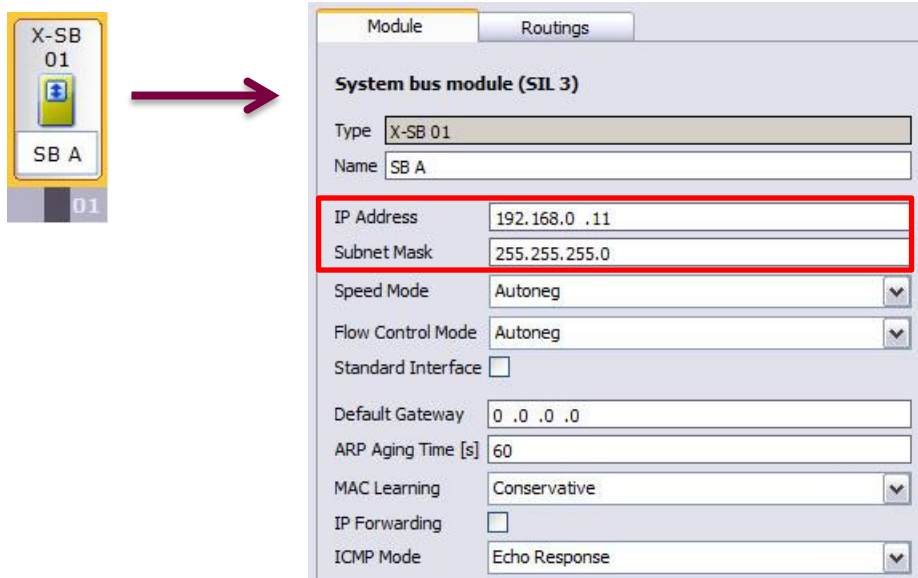 X-SB
01
SB A
01
Module Routings
System bus module (SIL 3)
Type X-SB 01
Name SB A
IP Address 192.168.0 .11
Subnet Mask 255.255.255.0
Speed Mode Autoneg
Flow Control Mode Autoneg
Standard Interface
Default Gateway 0 .0 .0 .0
ARP Aging Time [s] 60
MAC Learning Conservative
IP Forwarding
ICMP Mode Echo Response